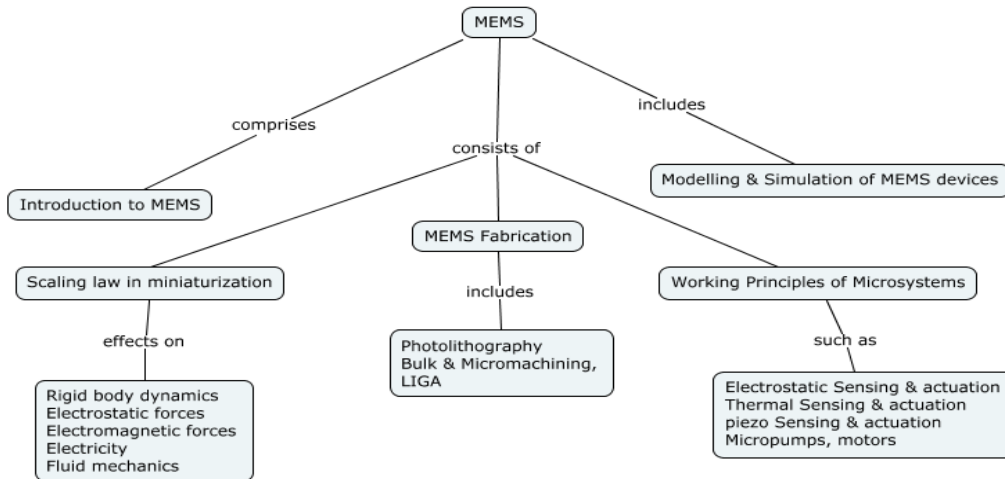 MEMS
includes
comprises
consists of
Modelling & Simulation of MEMS devices
Introduction to MEMS
MEMS Fabrication
Scaling law in miniaturization
includes
Working Principles of Microsystems
effects on
such as
Photolithography
Bulk & Micromachining,
LIGA
Rigid body dynamics
Electrostatic forces
Electromagnetic forces
Electricity
Fluid mechanics
Electrostatic Sensing & actuation
Thermal Sensing & actuation
piezo Sensing & actuation
Micropumps, motors